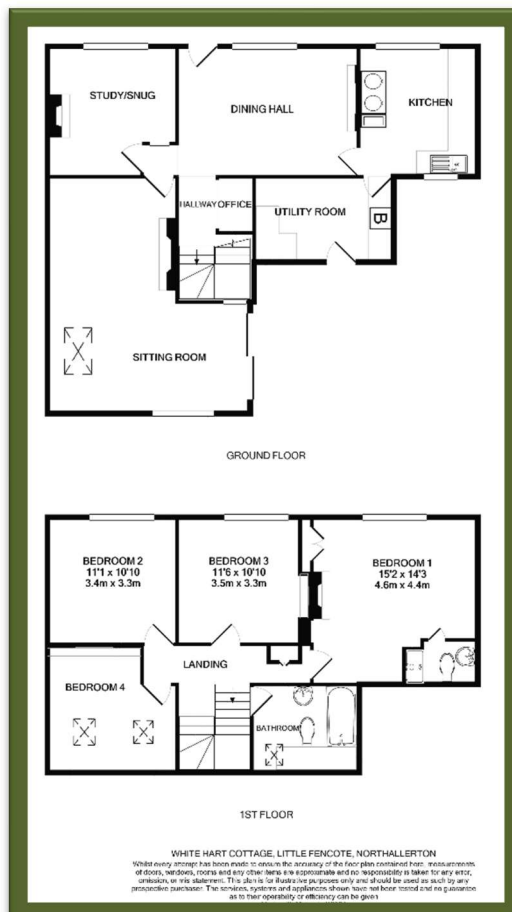 STUDY/SNUG
DINING HALL
KITCHEN
HALLWAY OFFICE
UTILITY ROOM
B
SITTING ROOM
GROUND FLOOR
BEDROOM 2
11'1 x 10'10
3.4m x 3.3m
BEDROOM 3
11'6 x 10'10
3.5m x 3.3m
BEDROOM 1
15'2 x 14'3
4.6m x 4.4m
LANDING
BEDROOM 4
BATHROOM
1ST FLOOR
WHITE HART COTTAGE, LITTLE FENCOTE, NORTHALLERTON
Whilst every attempt has been made to ensure the accuracy of the floor plan contained here, measurements
of doors, windows, rooms and any other items are approximate and no responsibility is taken for any error,
omission, or mis statement. This plan is for illustrative purposes only and should be used as such by any
prospective purchaser. The services, systems and appliances shown have not been tested and no guarantee
as to their operability or efficiency can be given